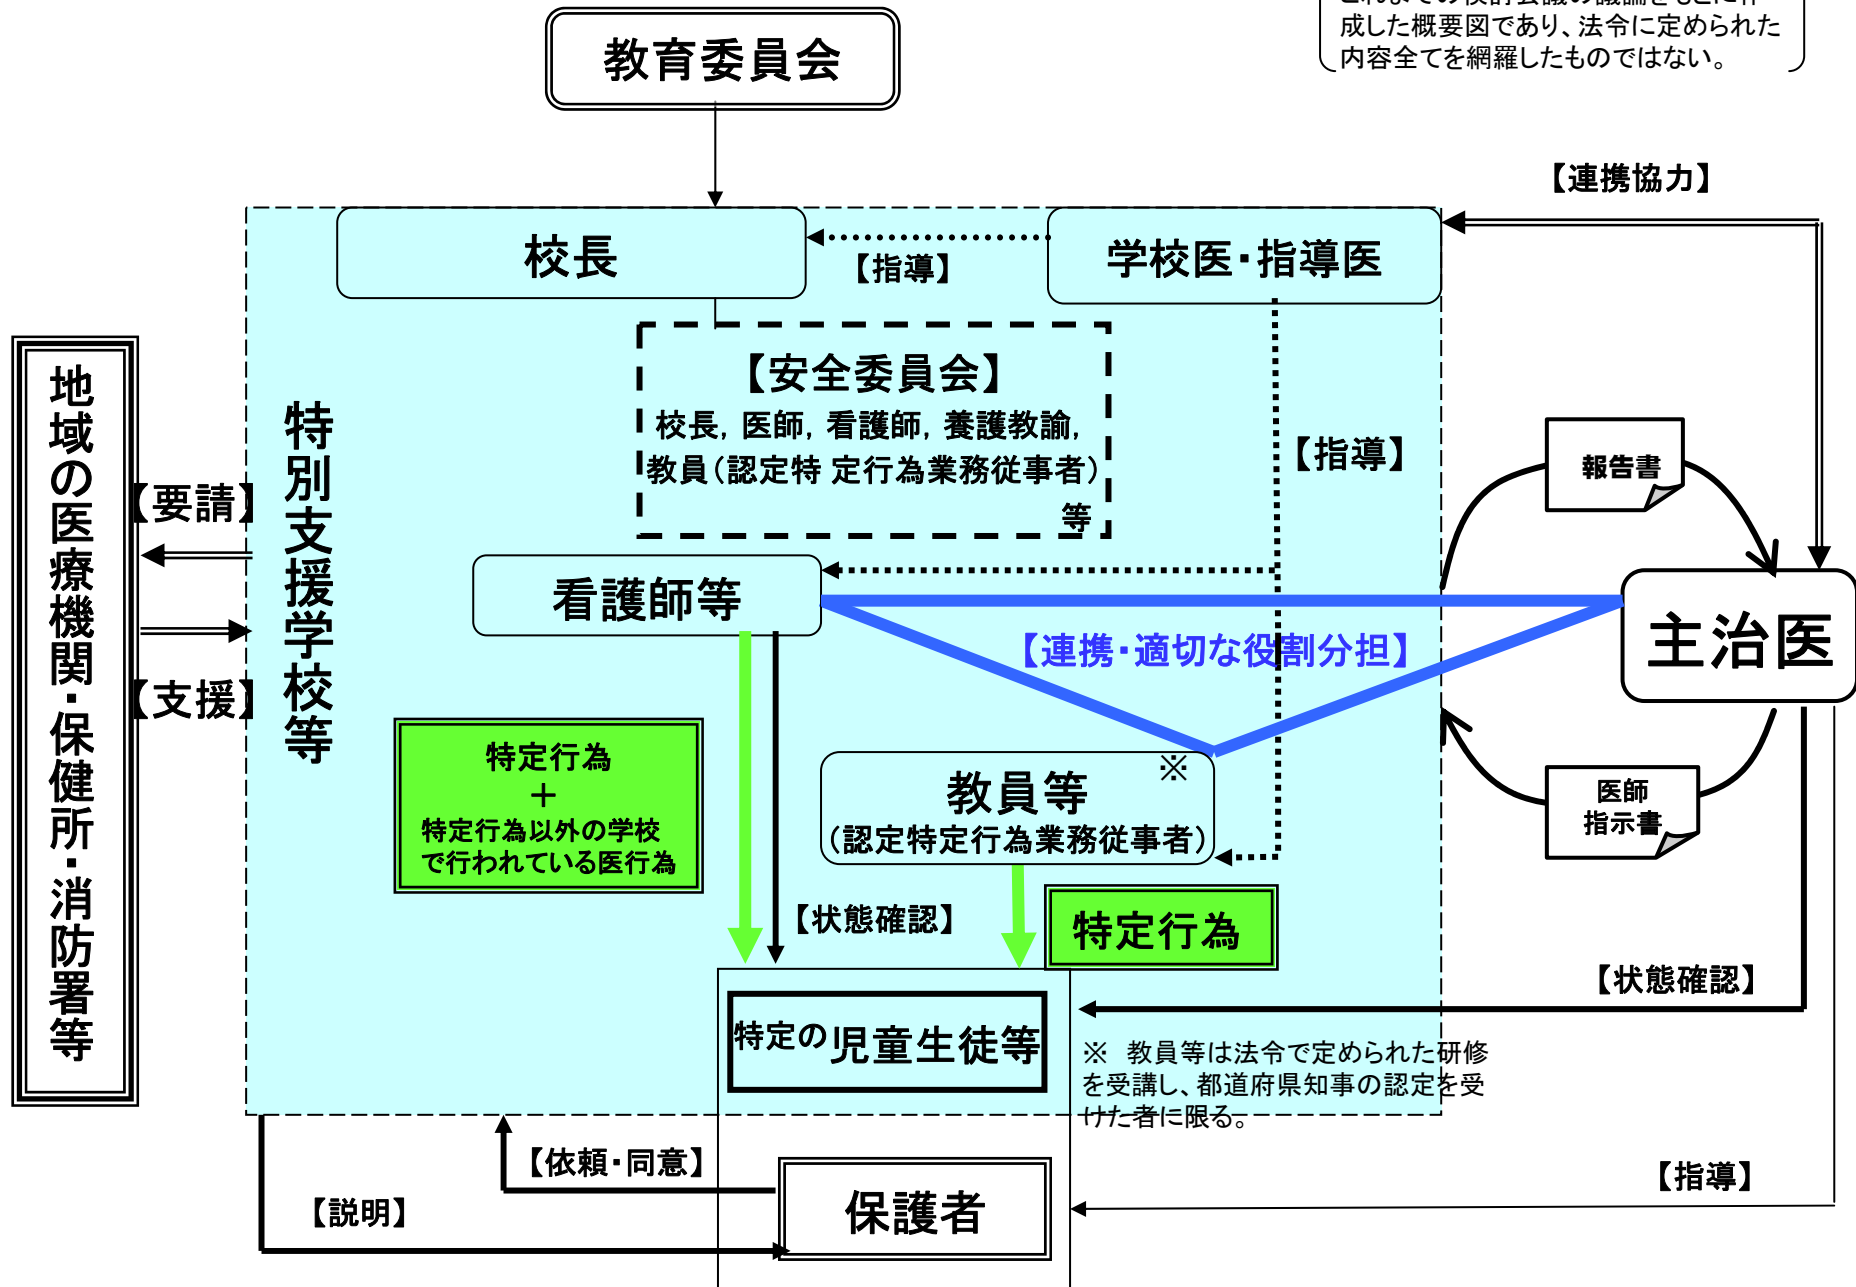 教育委員会
成した概要図であり、法令に定められた
内容全てを網羅したものではない。
【連携協力】
校長
【指導】
学校医・指導医
【安全委員会】
校長，医師，看護師，養護教諭，
教員（認定特 定行為業務従事者）
等
【指導】
地域の医療機関・保健所・消防署等
【要請】
【支援】
特別支援学校等
報告書
看護師等
【連携・適切な役割分担】
主治医
特定行為
＋
特定行為以外の学校
で行われている医行為
教員等
※
（認定特定行為業務従事者）
医師
指示書
【状態確認】
特定行為
【状態確認】
特定の児童生徒等
※ 教員等は法令で定められた研修
を受講し、都道府県知事の認定を受
けた者に限る。
【依頼・同意】
【説明】
保護者
【指導】